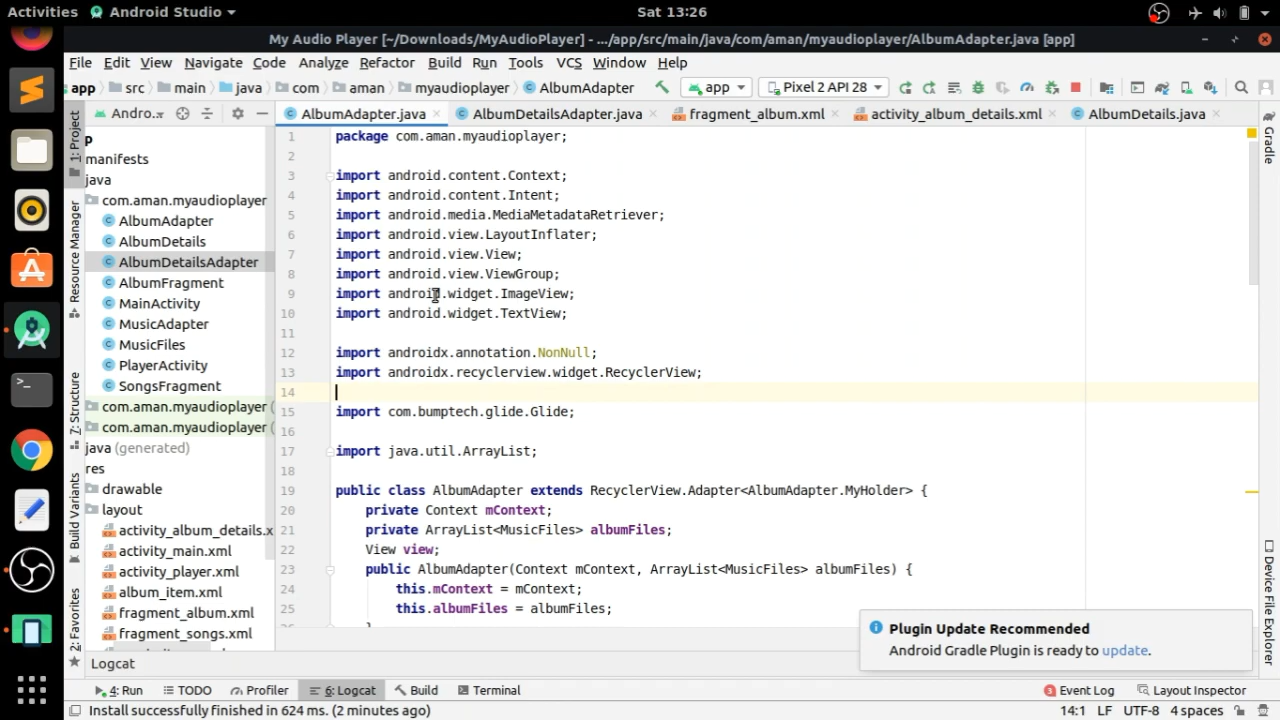 Activities Android Studio Sat 13:26
My Audio Player [~/Downloads/MyAudioPlayer] - .../app/src/main/java/com/aman/myaudioplayer/AlbumAdapter.java [app]
File Edit View Navigate Code Analyze Refactor Build Run Tools VCS Window Help
app src main java com aman myaudioplayer AlbumAdapter app Pixel 2 API 28
Andro.. AlbumAdapter.java AlbumDetailsAdapter.java fragment_album.xml activity_album_details.xml AlbumDetails.java
1: Project
Resource Manager
7: Structure
Build Variants
2: Favorites
p
manifests
java
com.aman.myaudioplayer
AlbumAdapter
AlbumDetails
AlbumDetailsAdapter
AlbumFragment
MainActivity
MusicAdapter
MusicFiles
PlayerActivity
SongsFragment
com.aman.myaudioplayer (
com.aman.myaudioplayer (
java (generated)
res
drawable
layout
activity_album_details.x
activity_main.xml
activity_player.xml
album_item.xml
fragment_album.xml
fragment_songs.xml
1 package com.aman.myaudioplayer;
2
3 import android.content.Context;
4 import android.content.Intent;
5 import android.media.MediaMetadataRetriever;
6 import android.view.LayoutInflater;
7 import android.view.View;
8 import android.view.ViewGroup;
9 import android.widget.ImageView;
10 import android.widget.TextView;
11
12 import androidx.annotation.NonNull;
13 import androidx.recyclerview.widget.RecyclerView;
14
15 import com.bumptech.glide.Glide;
16
17 import java.util.ArrayList;
18
19 public class AlbumAdapter extends RecyclerView.Adapter<AlbumAdapter.MyHolder> {
20 private Context mContext;
21 private ArrayList<MusicFiles> albumFiles;
22 View view;
23 public AlbumAdapter(Context mContext, ArrayList<MusicFiles> albumFiles) {
24 this.mContext = mContext;
25 this.albumFiles = albumFiles;
Gradle
Device File Explorer
Plugin Update Recommended
Android Gradle Plugin is ready to update.
Logcat
4: Run TODO Profiler 6: Logcat Build Terminal 3 Event Log Layout Inspector
Install successfully finished in 624 ms. (2 minutes ago) 14:1 LF UTF-8 4 spaces